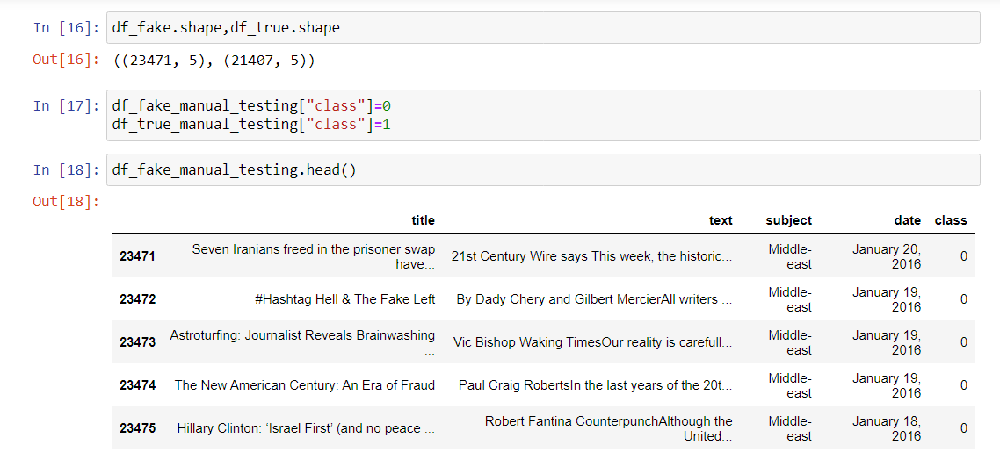 In [16]: df_fake.shape,df_true.shape
Out[16]: ((23471, 5), (21407, 5))
In [17]: df_fake_manual_testing["class"]=0
df_true_manual_testing["class"]=1
In [18]: df_fake_manual_testing.head()
Out[18]:
title text subject date class
23471 Seven Iranians freed in the prisoner swap have... 21st Century Wire says This week, the historic... Middle-east January 20, 2016 0
23472 #Hashtag Hell & The Fake Left By Dady Chery and Gilbert MercierAll writers ... Middle-east January 19, 2016 0
23473 Astroturfing: Journalist Reveals Brainwashing ... Vic Bishop Waking TimesOur reality is carefull... Middle-east January 19, 2016 0
23474 The New American Century: An Era of Fraud Paul Craig RobertsIn the last years of the 20t... Middle-east January 19, 2016 0
23475 Hillary Clinton: ‘Israel First’ (and no peace ... Robert Fantina CounterpunchAlthough the United... Middle-east January 18, 2016 0